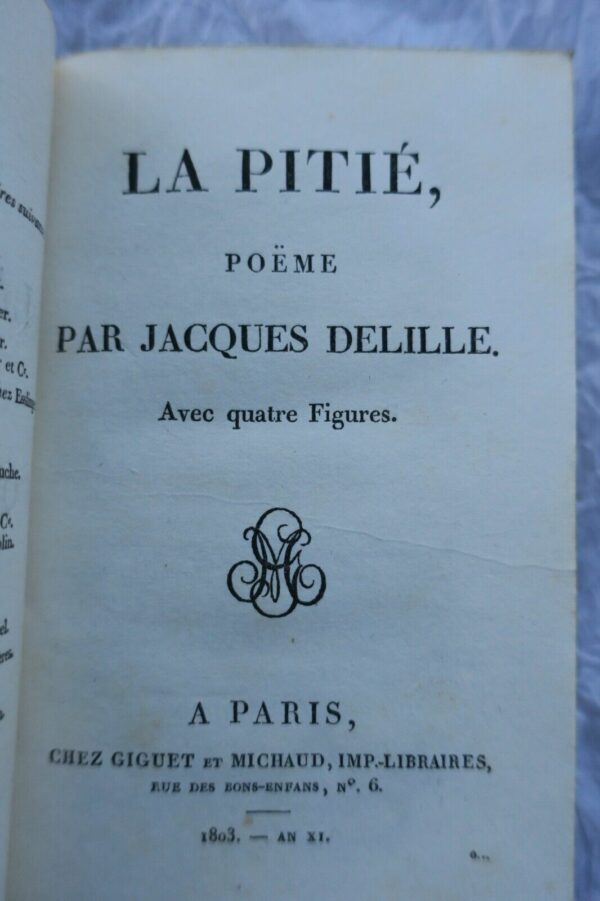 LA PITIÉ,
POËME
PAR JACQUES DELILLE.
Avec quatre Figures.
A PARIS,
CHEZ GIGUET ET MICHAUD, IMP.-LIBRAIRES,
RUE DES BONS-ENFANS, Nº. 6.
1803. — AN XI.